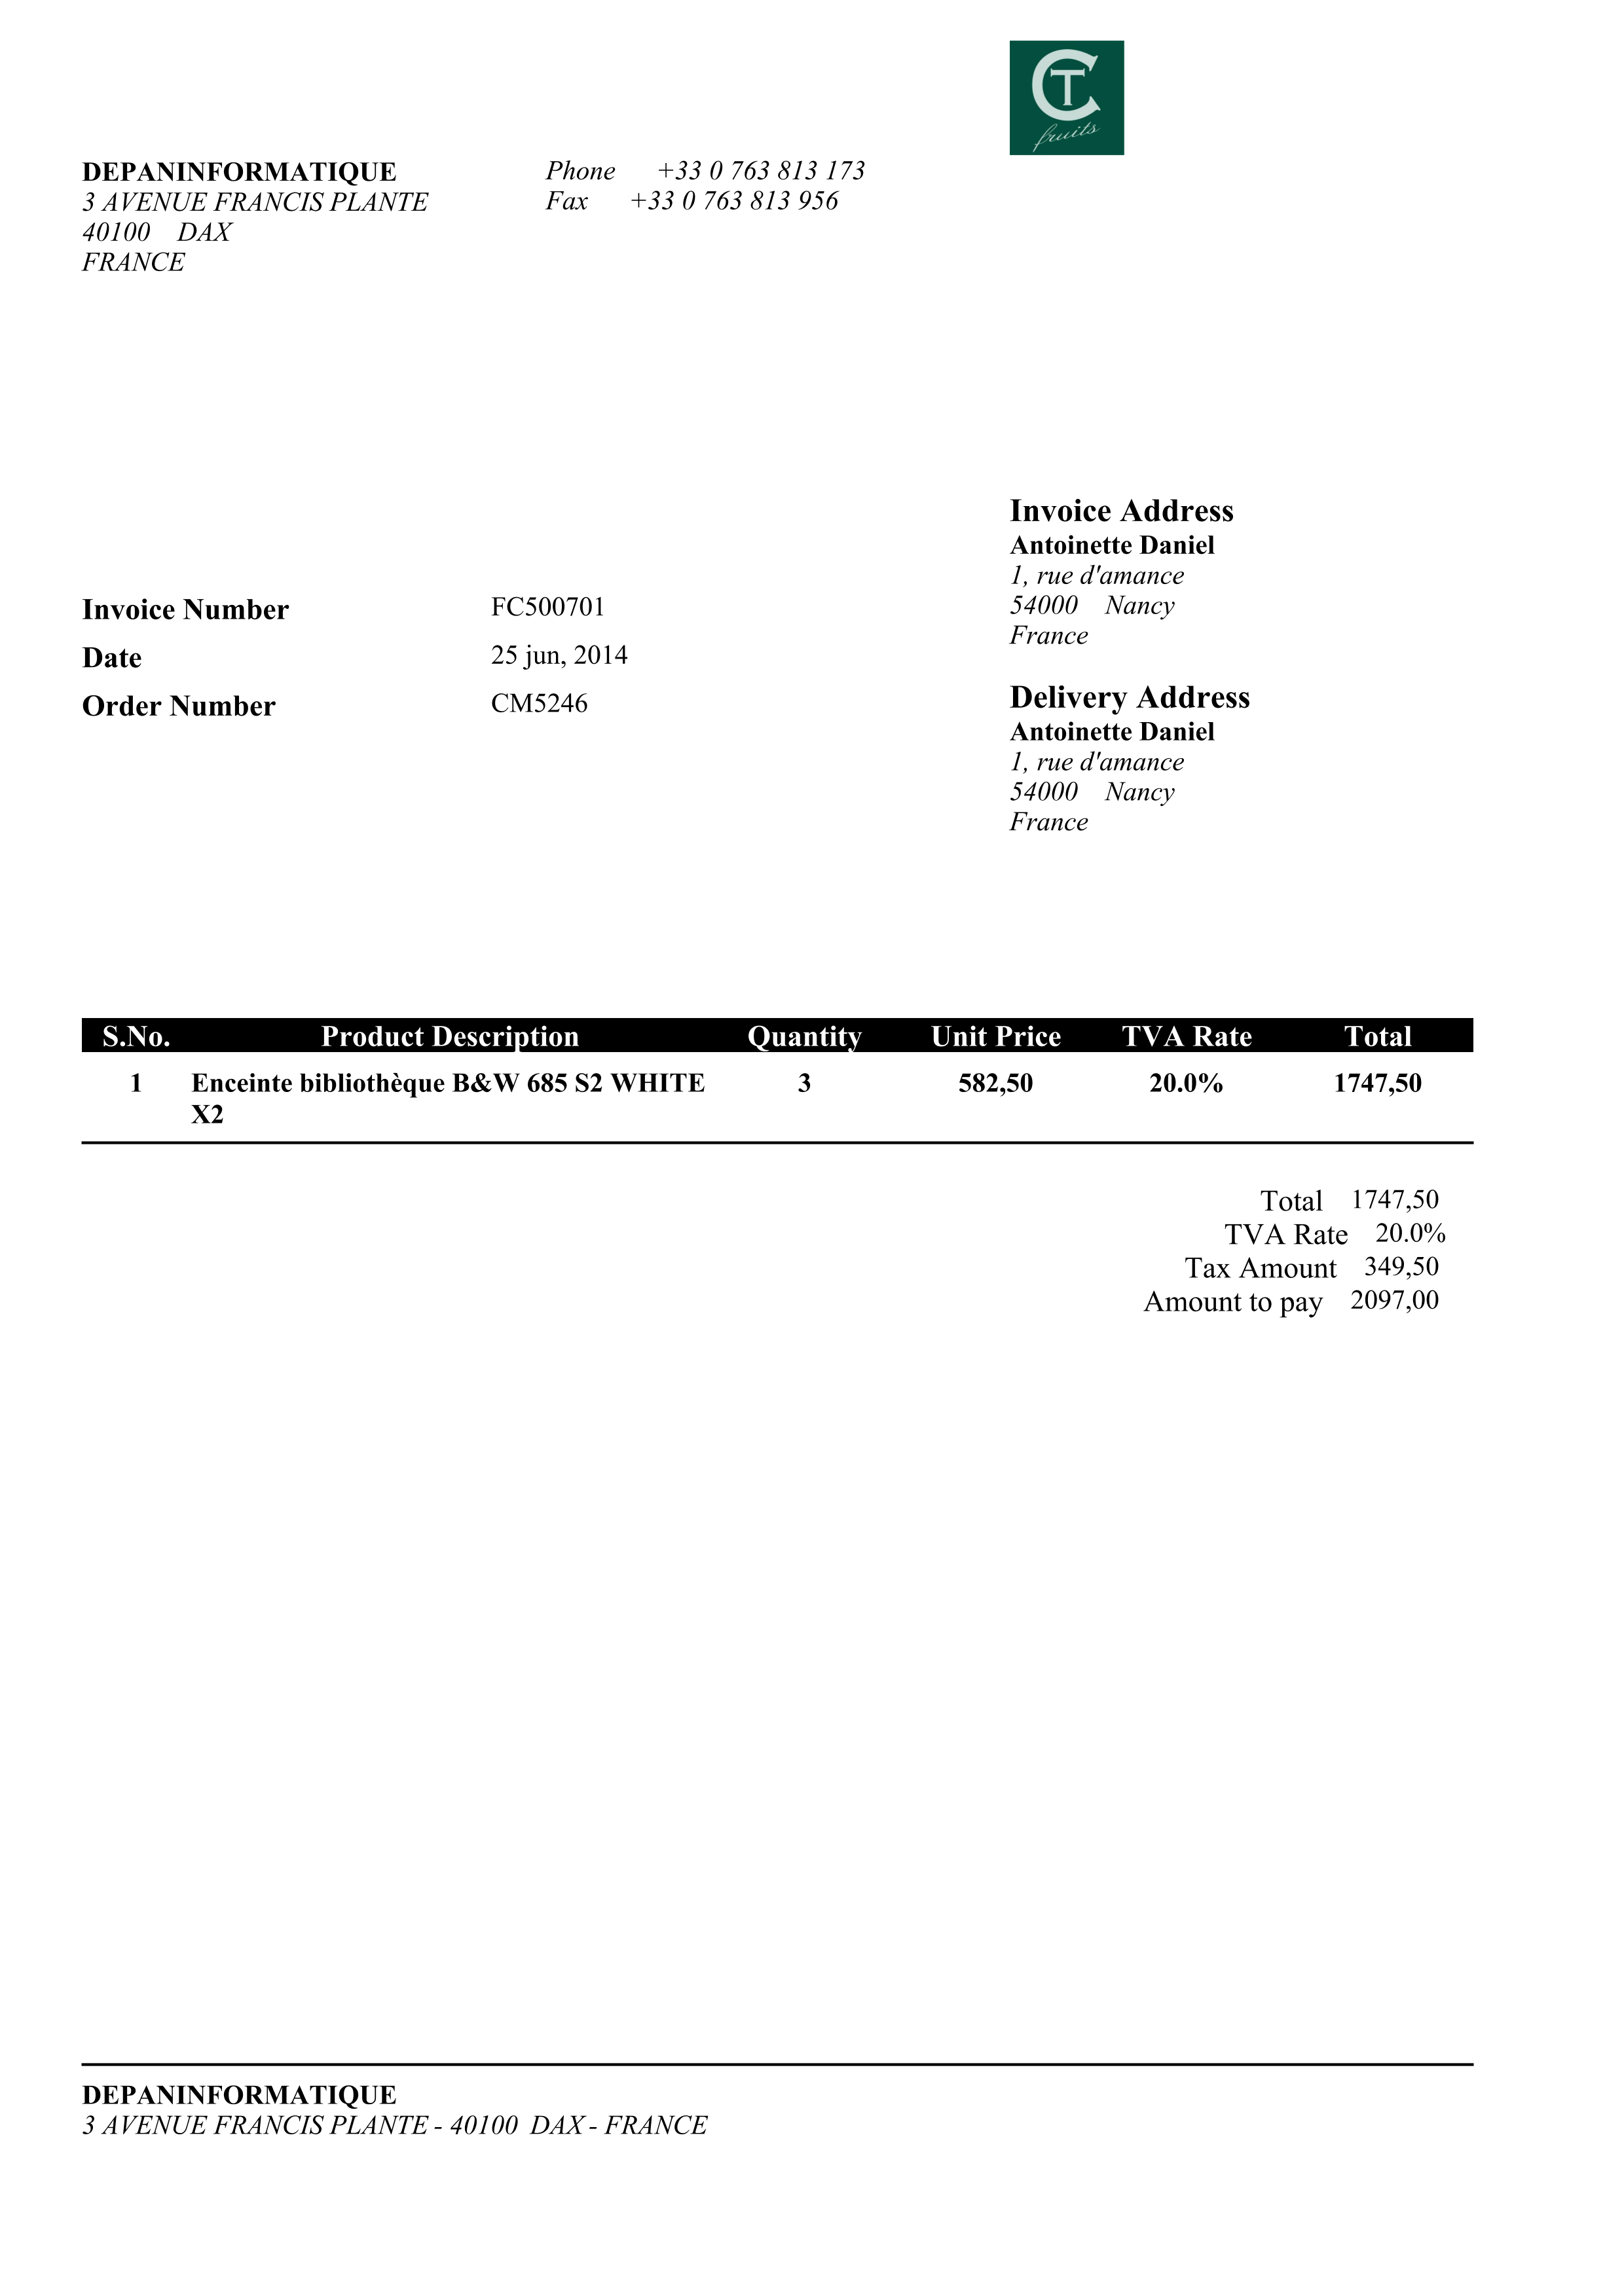 CT
fruits
DEPANINFORMATIQUE
3 AVENUE FRANCIS PLANTE
40100 DAX
FRANCE
Phone +33 0 763 813 173
Fax +33 0 763 813 956
Invoice Address
Antoinette Daniel
1, rue d'amance
54000 Nancy
France
Invoice Number FC500701
Date 25 jun, 2014
Order Number CM5246
Delivery Address
Antoinette Daniel
1, rue d'amance
54000 Nancy
France
S.No. Product Description Quantity Unit Price TVA Rate Total
1 Enceinte bibliothèque B&W 685 S2 WHITE 3 582,50 20.0% 1747,50
X2
Total 1747,50
TVA Rate 20.0%
Tax Amount 349,50
Amount to pay 2097,00
DEPANINFORMATIQUE
3 AVENUE FRANCIS PLANTE - 40100 DAX - FRANCE